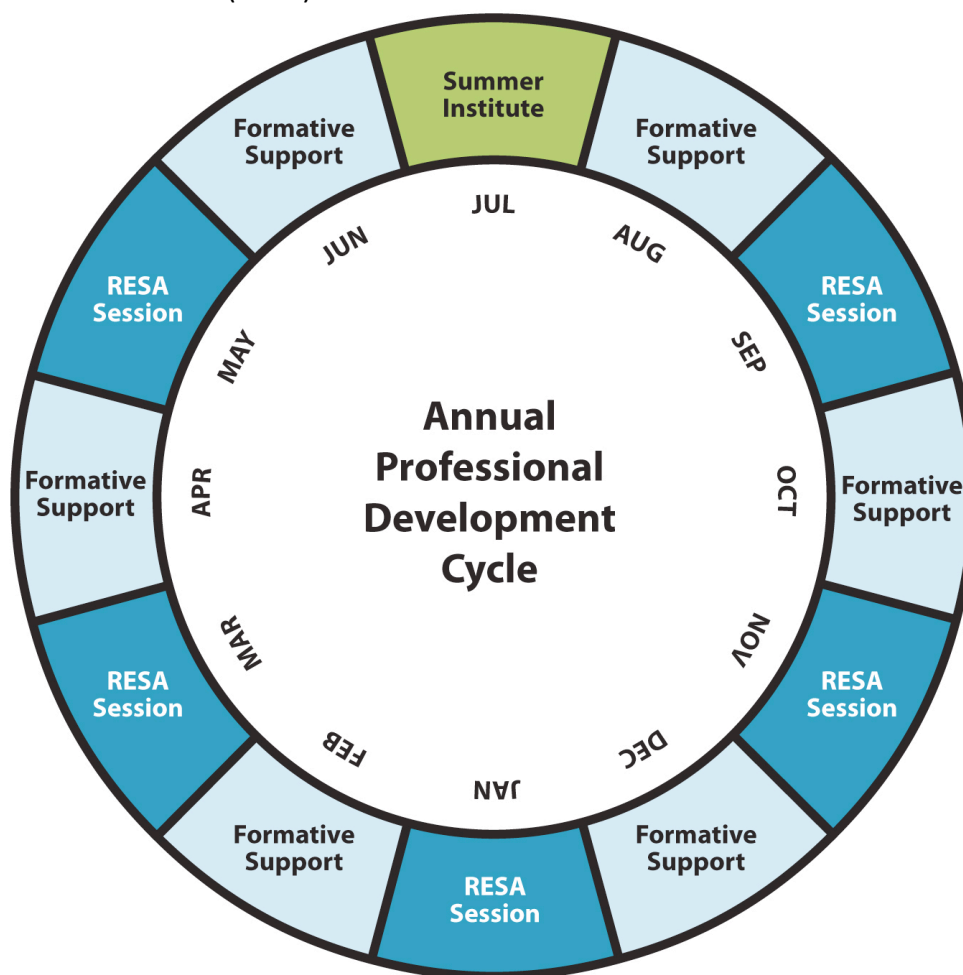 Summer
Institute
Formative
Support
RESA
Session
Formative
Support
RESA
Session
Formative
Support
RESA
Session
Formative
Support
RESA
Session
Formative
Support
RESA
Session
Formative
Support
JUL
AUG
SEP
OCT
NOV
DEC
JAN
FEB
MAR
APR
MAY
JUN
Annual
Professional
Development
Cycle